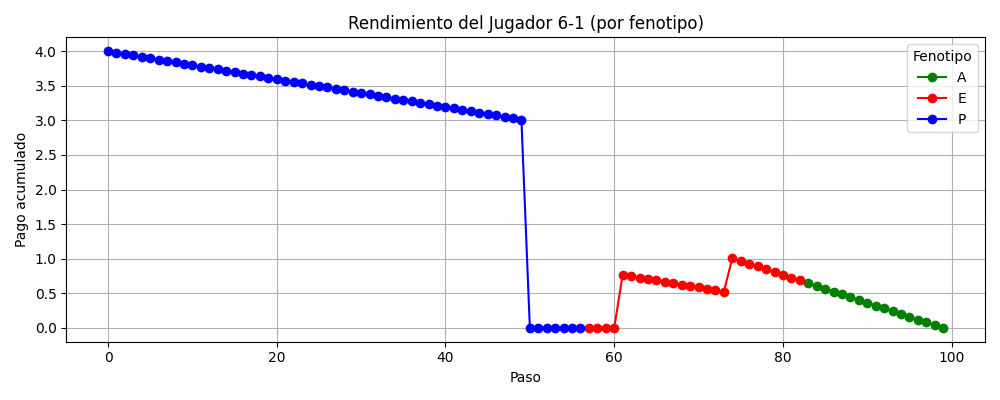 Rendimiento del Jugador 6-1 (por fenotipo)
Pago acumulado
4.0
3.5
3.0
2.5
2.0
1.5
1.0
0.5
0.0
0 20 40 60 80 100
Paso
Fenotipo
A
E
P